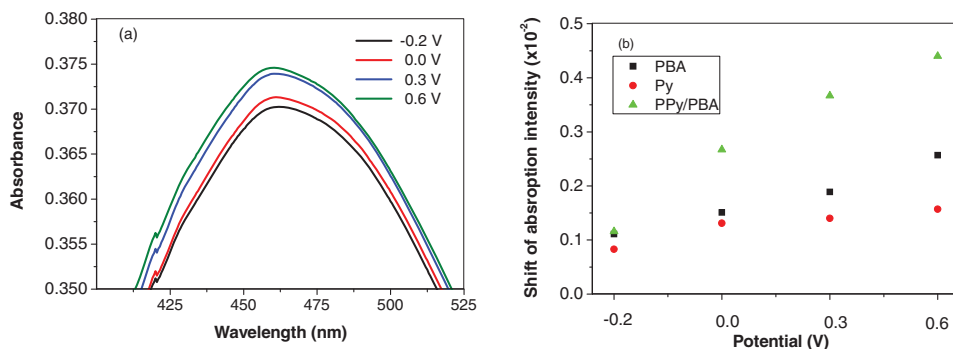 (a)
-0.2 V
0.0 V
0.3 V
0.6 V
0.380
0.375
0.370
0.365
0.360
0.355
0.350
Absorbance
425 450 475 500 525
Wavelength (nm)
(b)
PBA
Py
PPy/PBA
0.5
0.4
0.3
0.2
0.1
0.0
Shift of absroption intensity (x10-2)
-0.2 0.0 0.3 0.6
Potential (V)